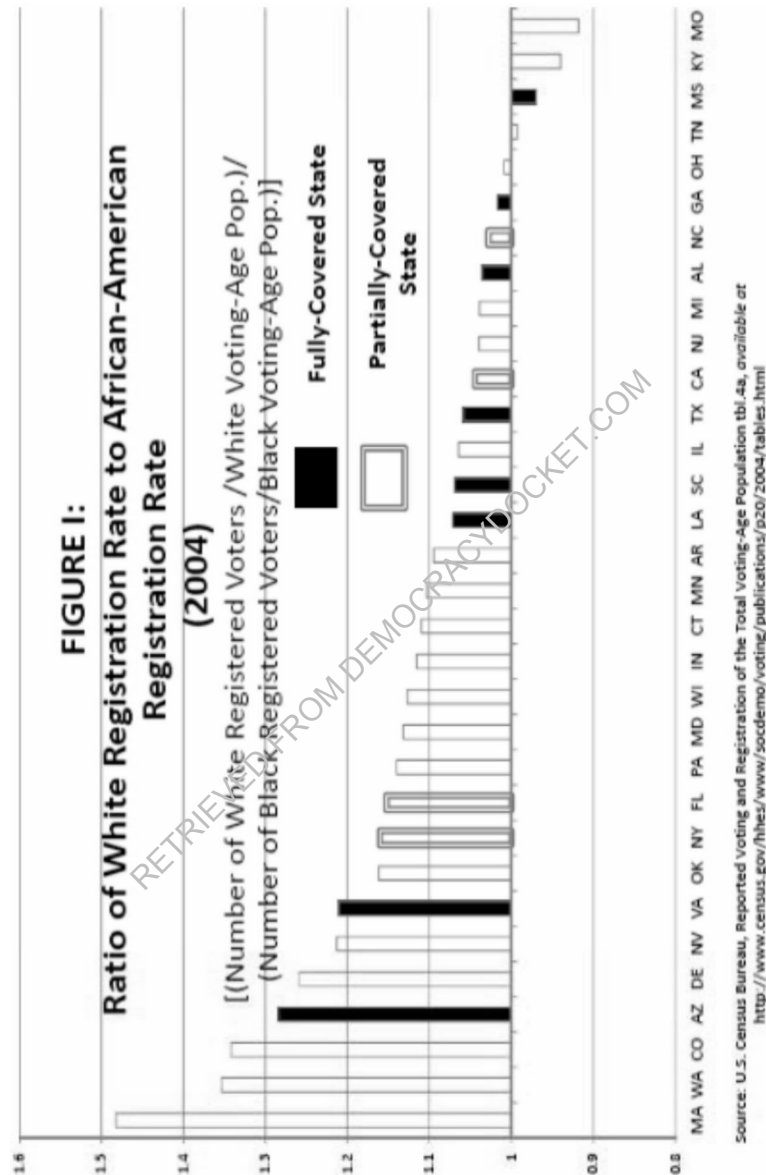 FIGURE I:
Ratio of White Registration Rate to African-American
Registration Rate
(2004)
[(Number of White Registered Voters /White Voting-Age Pop.)/
(Number of Black Registered Voters/Black Voting-Age Pop.)]
Fully-Covered State
Partially-Covered
State
1.6
1.5
1.4
1.3
1.2
1.1
1
0.9
0.8
MA WA CO AZ DE NV VA OK NY FL PA MD WI IN CT MN AR LA SC IL TX CA NJ MI AL NC GA OH TN MS KY MO
Source: U.S. Census Bureau, Reported Voting and Registration of the Total Voting-Age Population tbl.4a, available at
http://www.census.gov/hhes/www/socdemo/voting/publications/p20/2004/tables.html
RETRIEVED FROM DEMOCRACYDOCKET.COM